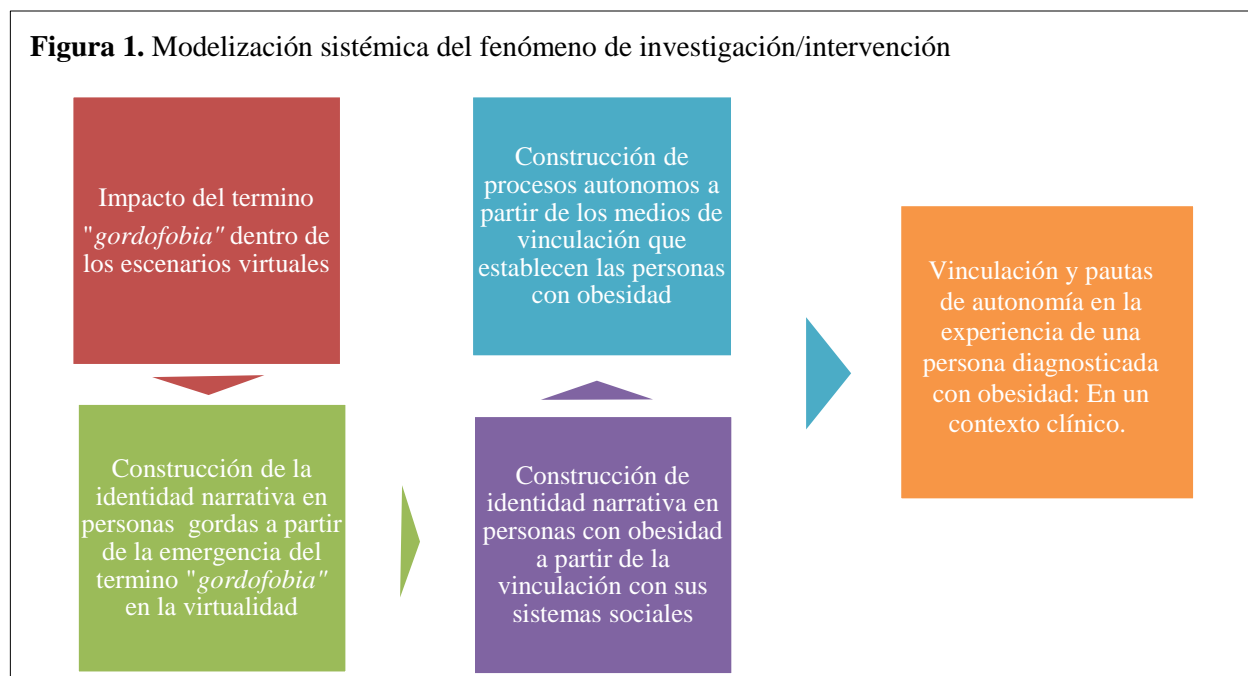 Figura 1. Modelización sistémica del fenómeno de investigación/intervención
Impacto del termino
"gordofobia" dentro de
los escenarios virtuales
Construcción de la
identidad narrativa en
personas gordas a partir
de la emergencia del
termino "gordofobia"
en la virtualidad
Construcción de
identidad narrativa en
personas con obesidad
a partir de la
vinculación con sus
sistemas sociales
Construcción de
procesos autonomos a
partir de los medios de
vinculación que
establecen las personas
con obesidad
Vinculación y pautas
de autonomía en la
experiencia de una
persona diagnosticada
con obesidad: En un
contexto clínico.